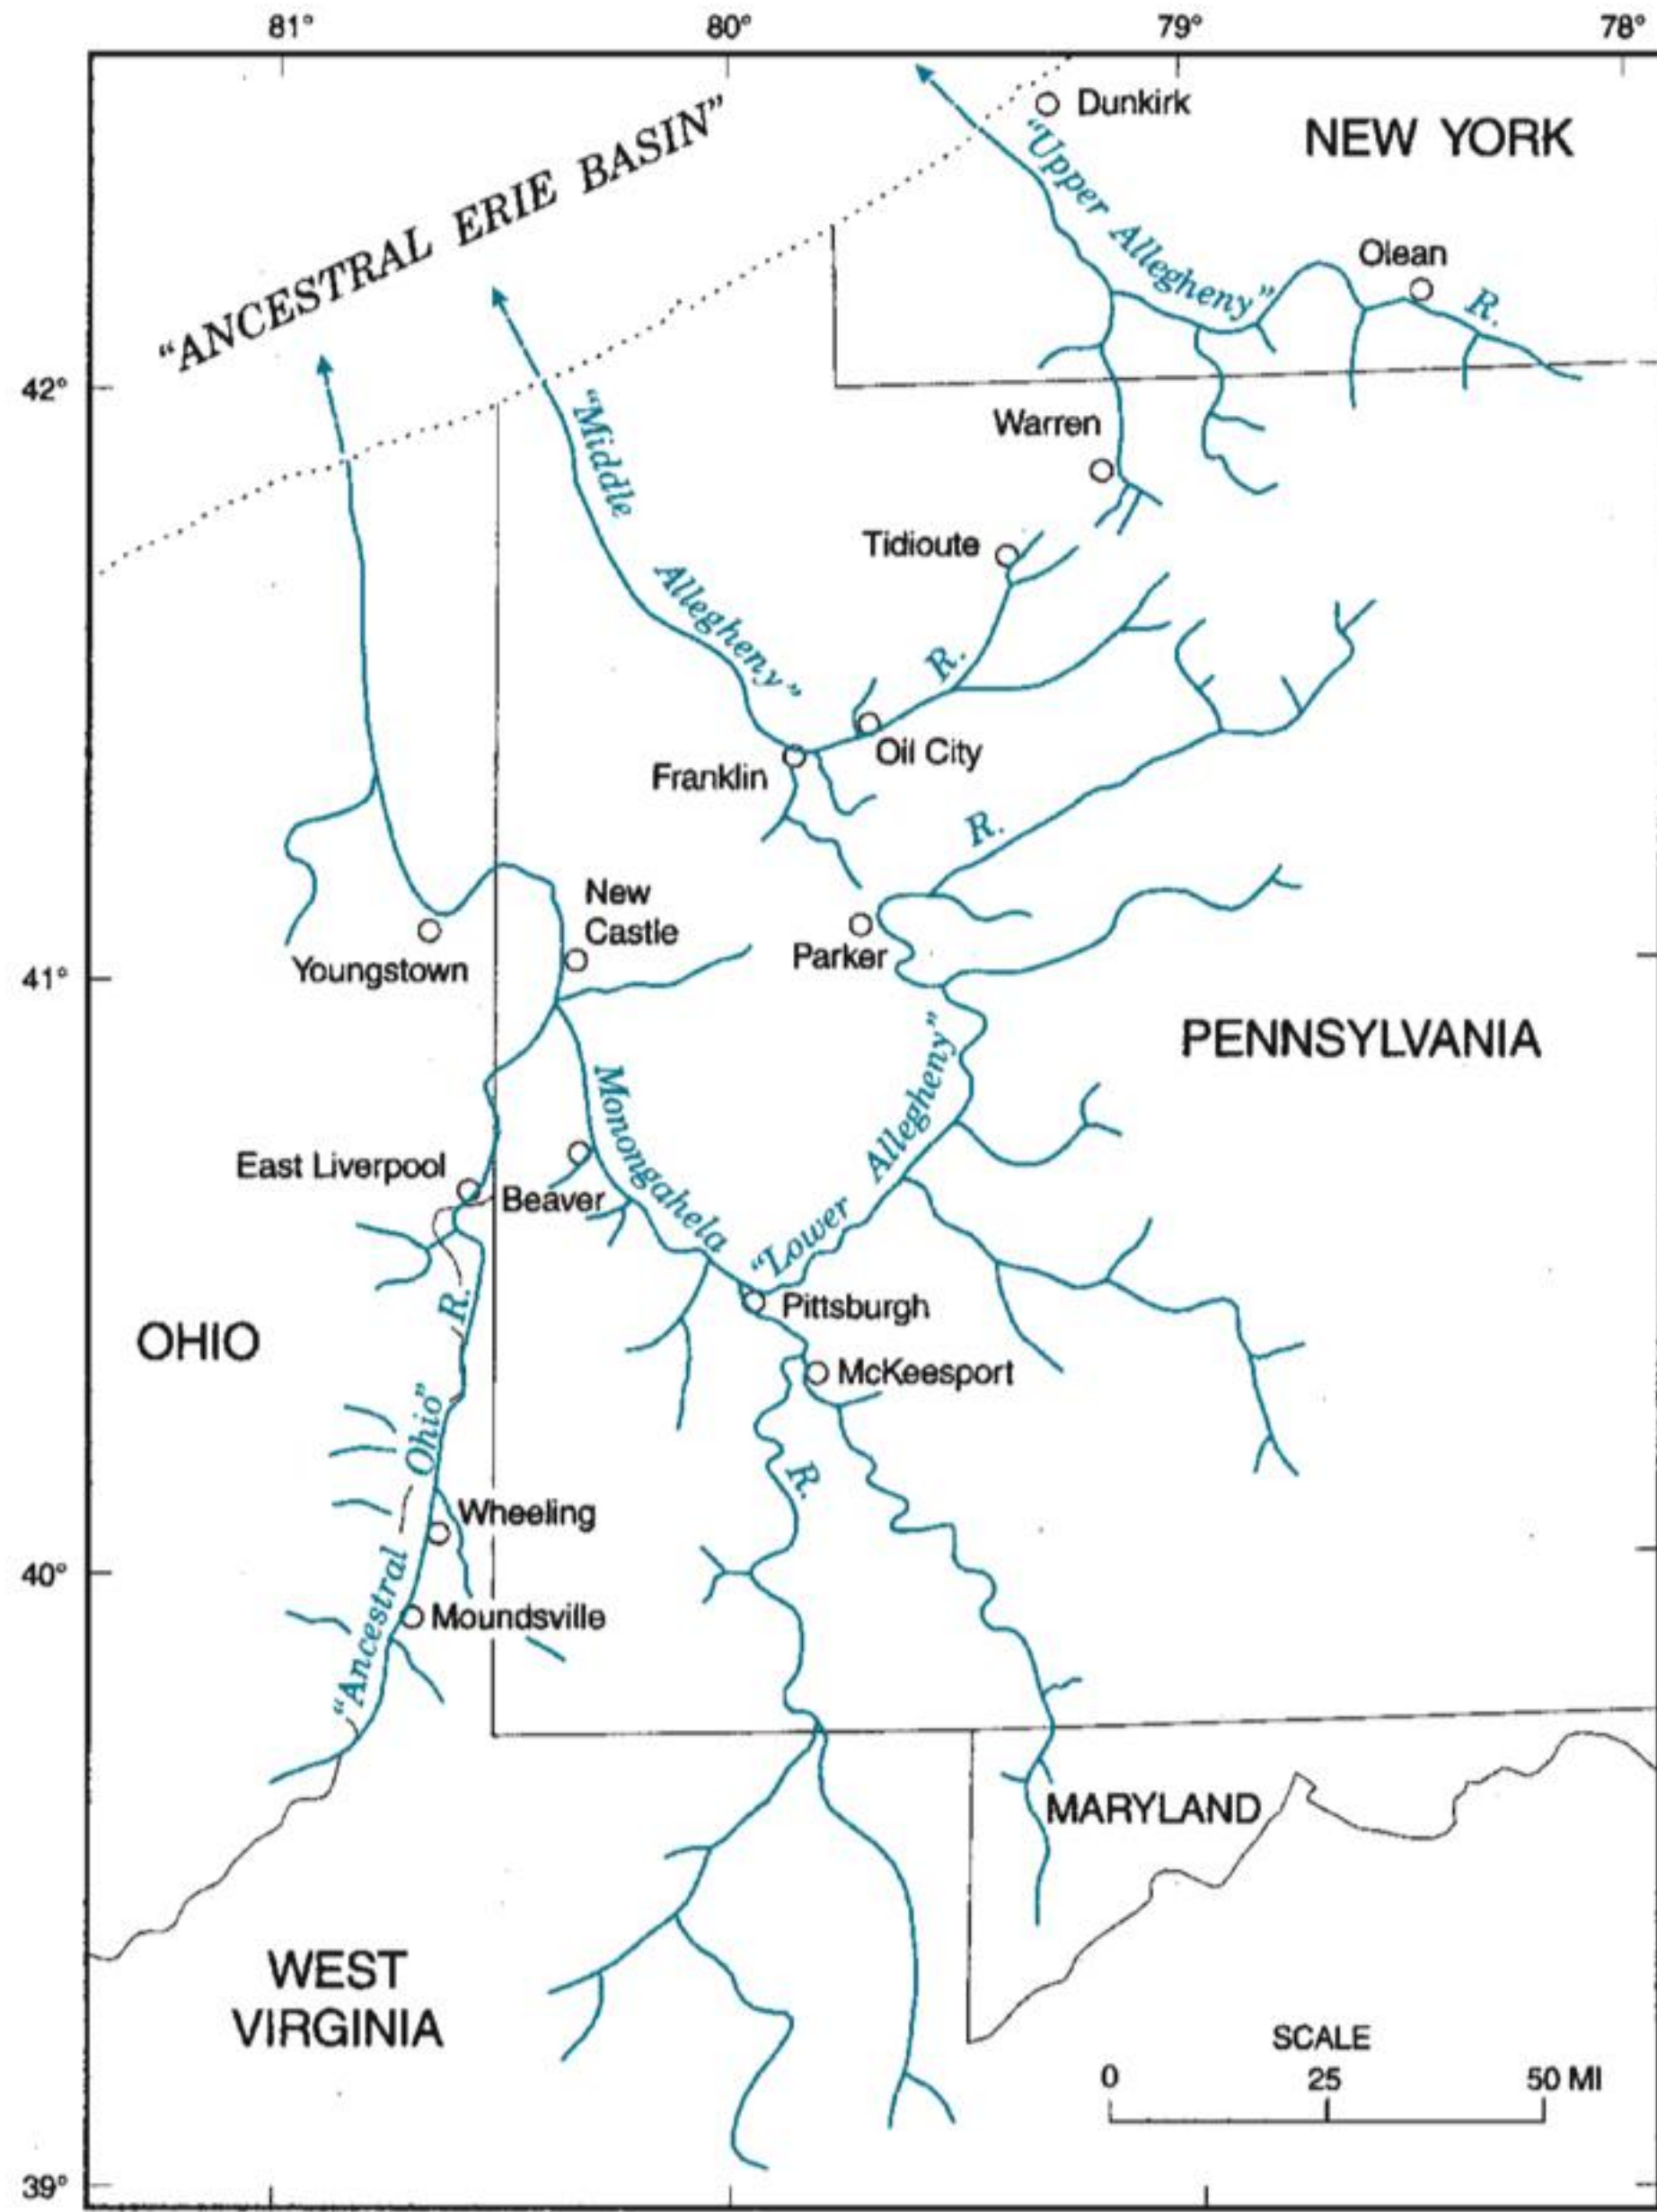 81°
80°
79°
78°
Dunkirk
NEW YORK
"ANCESTRAL ERIE BASIN"
"Upper Allegheny"
R.
Olean
42°
Warren
"Middle
Allegheny"
R.
Tidioute
Oil City
Franklin
R.
New
Castle
Youngstown
Parker
41°
PENNSYLVANIA
Monongahela
"Lower Allegheny"
East Liverpool
Beaver
Pittsburgh
OHIO
R.
McKeesport
"Ancestral Ohio"
R.
Wheeling
40°
Moundsville
MARYLAND
WEST
VIRGINIA
SCALE
0
25
50 MI
39°